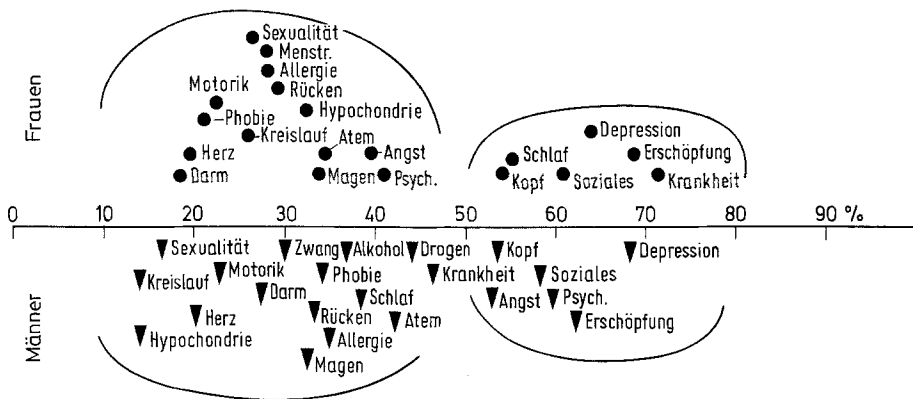 Frauen
Sexualität
Menstr.
Allergie
Rücken
Motorik
Hypochondrie
Phobie
Kreislauf
Atem
Depression
Herz
Angst
Schlaf
Erschöpfung
Darm
Magen
Psych.
Kopf
Soziales
Krankheit
0 10 20 30 40 50 60 70 80 90 %
Männer
Sexualität Zwang Alkohol Drogen Kopf Depression
Kreislauf Motorik Phobie Krankheit Soziales
Darm Schlaf Angst Psych.
Herz Rücken Atem Erschöpfung
Hypochondrie Allergie
Magen